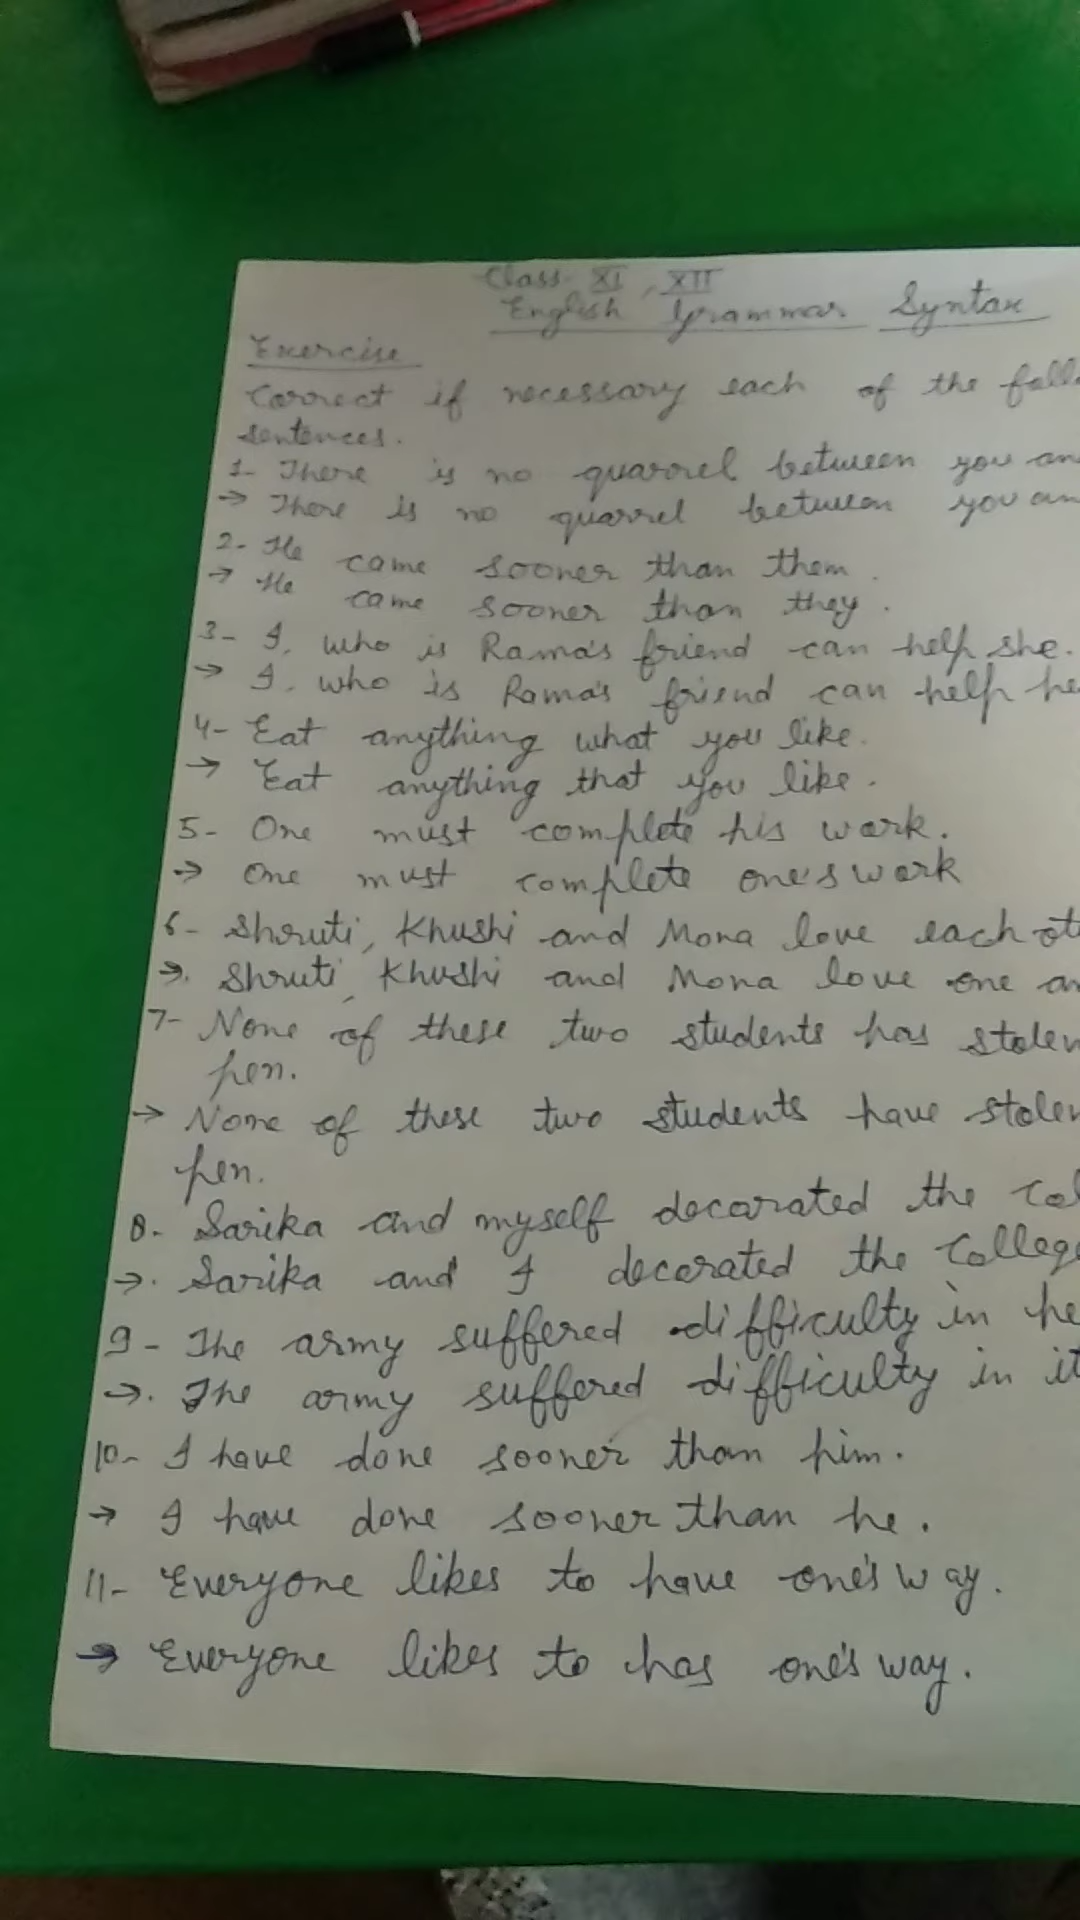 Class XI, XII
English Grammar Syntax
Exercise
Correct if necessary each of the
sentences.
1- There is no quarrel between you
→ There is no quarrel between you
2- He came sooner than them.
→ He came sooner than they.
3- I, who is Rama's friend can help she.
→ I, who is Rama's friend can help
4- Eat anything what you like.
→ Eat anything that you like.
5- One must complete his work.
→ One must complete one's work
6- Shruti, Khushi and Mona love each
→. Shruti, Khushi and Mona love one
7- None of these two students has stolen
pen.
→ None of these two students have stolen
pen.
8. Sarika and myself decorated the
→. Sarika and I decorated the College
9- The army suffered difficulty in
→. The army suffered difficulty in
10- I have done sooner than him.
→ I have done sooner than he.
11- Everyone likes to have one's way.
→ Everyone likes to has one's way.